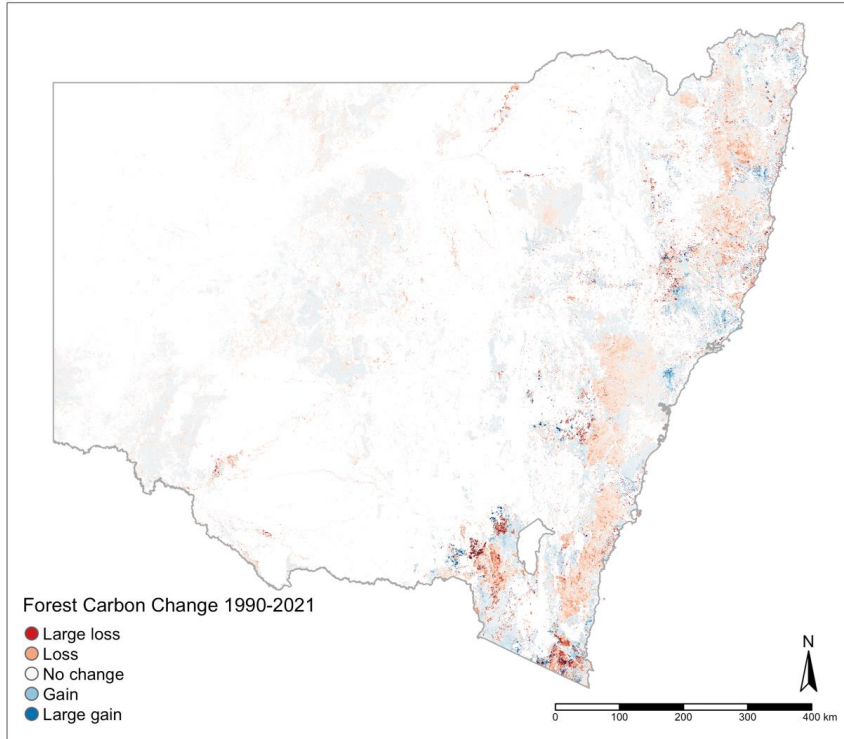 Forest Carbon Change 1990-2021
Large loss
Loss
No change
Gain
Large gain
N
0 100 200 300 400 km